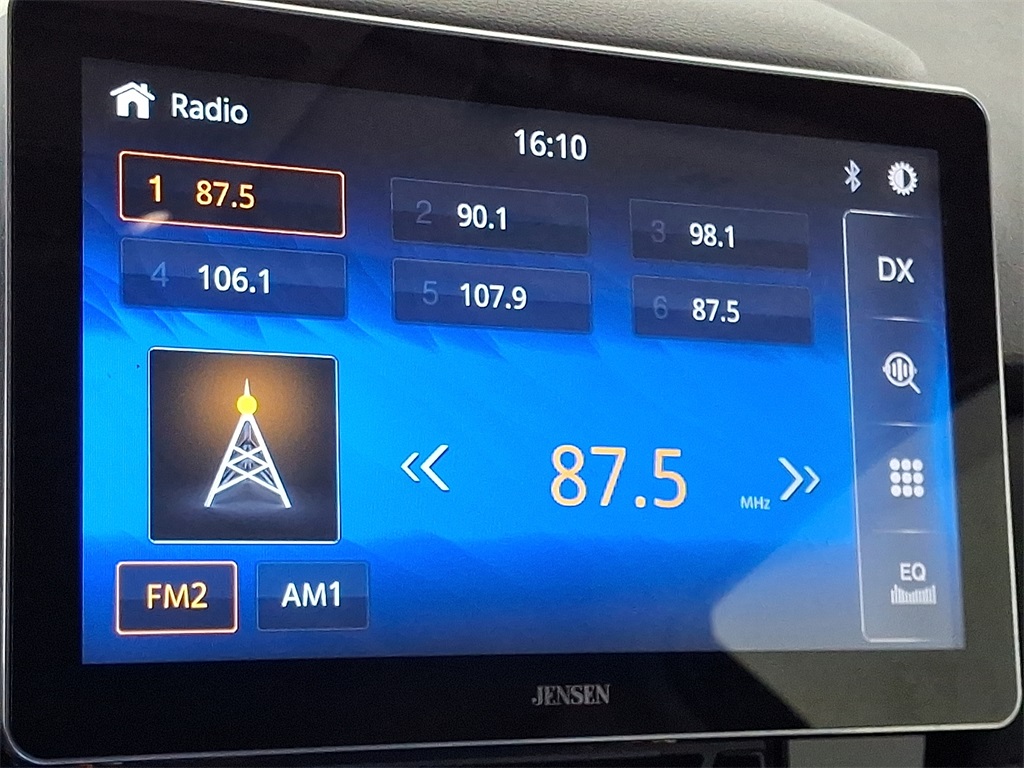 Radio
16:10
1 87.5
2 90.1
3 98.1
4 106.1
5 107.9
6 87.5
DX
87.5 MHz
EQ
FM2 AM1
JENSEN